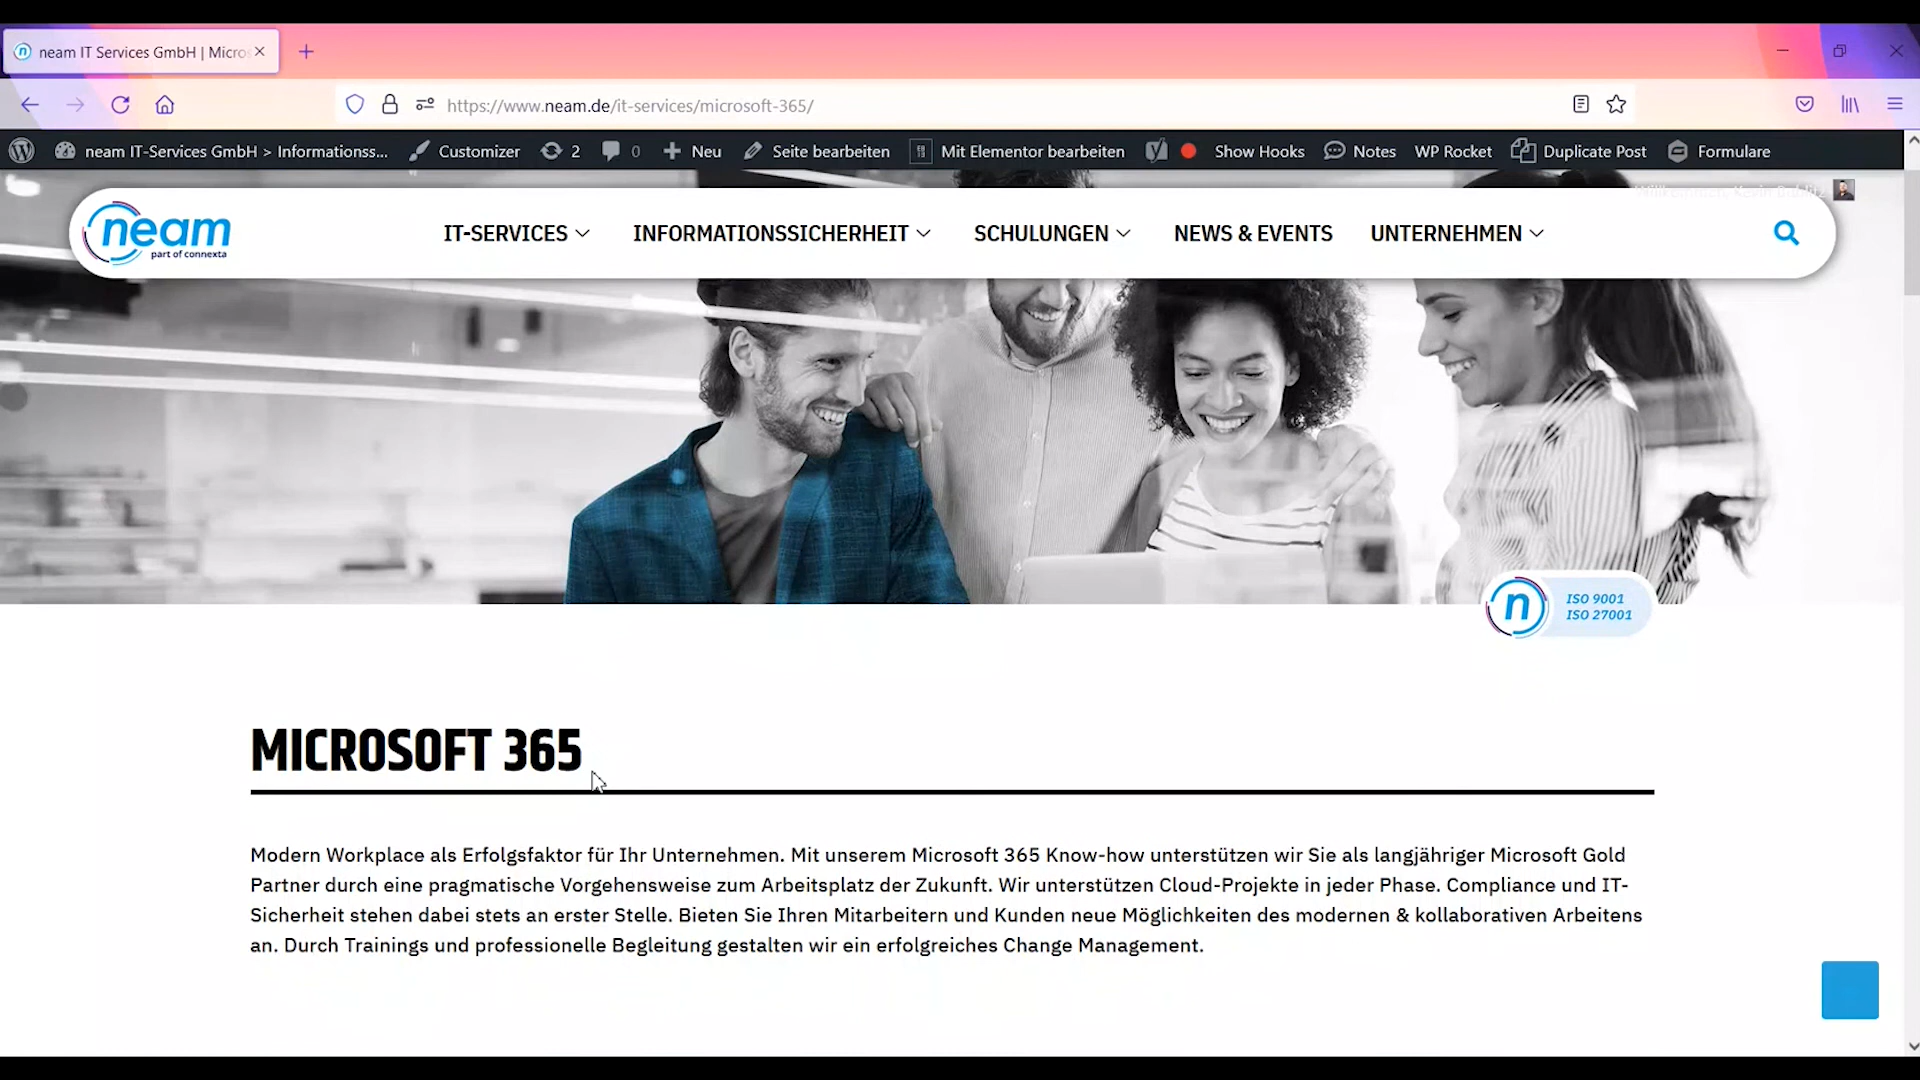 neam IT Services GmbH | Micro
https://www.neam.de/it-services/microsoft-365/
neam IT-Services GmbH > Informationss... Customizer 2 0 Neu Seite bearbeiten Mit Elementor bearbeiten Show Hooks Notes WP Rocket Duplicate Post Formulare
neam
part of connexta
IT-SERVICES INFORMATIONSSICHERHEIT SCHULUNGEN NEWS & EVENTS UNTERNEHMEN
n
ISO 9001
ISO 27001
MICROSOFT 365
Modern Workplace als Erfolgsfaktor für Ihr Unternehmen. Mit unserem Microsoft 365 Know-how unterstützen wir Sie als langjähriger Microsoft Gold
Partner durch eine pragmatische Vorgehensweise zum Arbeitsplatz der Zukunft. Wir unterstützen Cloud-Projekte in jeder Phase. Compliance und IT-
Sicherheit stehen dabei stets an erster Stelle. Bieten Sie Ihren Mitarbeitern und Kunden neue Möglichkeiten des modernen & kollaborativen Arbeitens
an. Durch Trainings und professionelle Begleitung gestalten wir ein erfolgreiches Change Management.